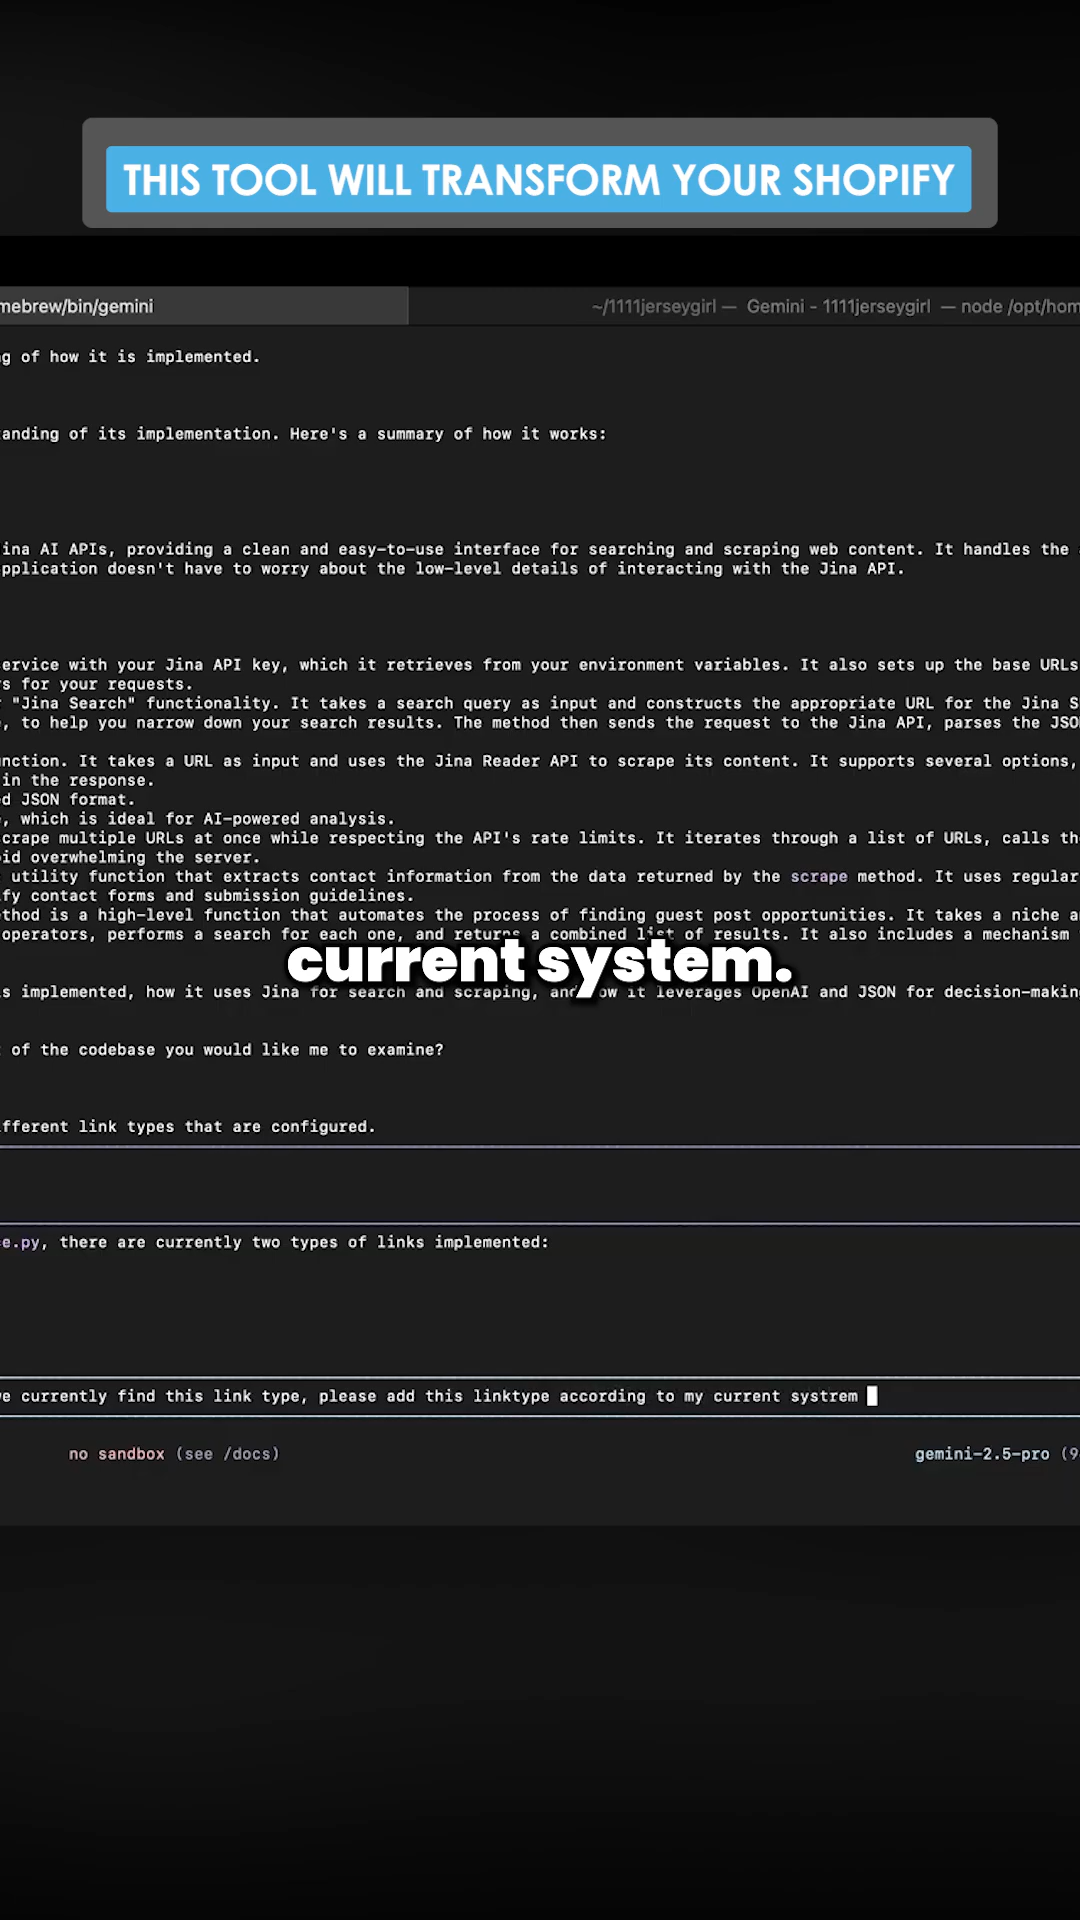 THIS TOOL WILL TRANSFORM YOUR SHOPIFY
mebrew/bin/gemini
~/1111jerseygirl — Gemini - 1111jerseygirl — node /opt/hom
g of how it is implemented.
anding of its implementation. Here's a summary of how it works:
ina AI APIs, providing a clean and easy-to-use interface for searching and scraping web content. It handles the
pplication doesn't have to worry about the low-level details of interacting with the Jina API.
ervice with your Jina API key, which it retrieves from your environment variables. It also sets up the base URLs
s for your requests.
"Jina Search" functionality. It takes a search query as input and constructs the appropriate URL for the Jina S
, to help you narrow down your search results. The method then sends the request to the Jina API, parses the JSO
nction. It takes a URL as input and uses the Jina Reader API to scrape its content. It supports several options,
in the response.
d JSON format.
, which is ideal for AI-powered analysis.
crape multiple URLs at once while respecting the API's rate limits. It iterates through a list of URLs, calls th
id overwhelming the server.
utility function that extracts contact information from the data returned by the scrape method. It uses regular
fy contact forms and submission guidelines.
thod is a high-level function that automates the process of finding guest post opportunities. It takes a niche a
operators, performs a search for each one, and returns a combined list of results. It also includes a mechanism
current system.
s implemented, how it uses Jina for search and scraping, and how it leverages OpenAI and JSON for decision-making
of the codebase you would like me to examine?
fferent link types that are configured.
e.py, there are currently two types of links implemented:
e currently find this link type, please add this linktype according to my current systrem
no sandbox (see /docs)
gemini-2.5-pro (9